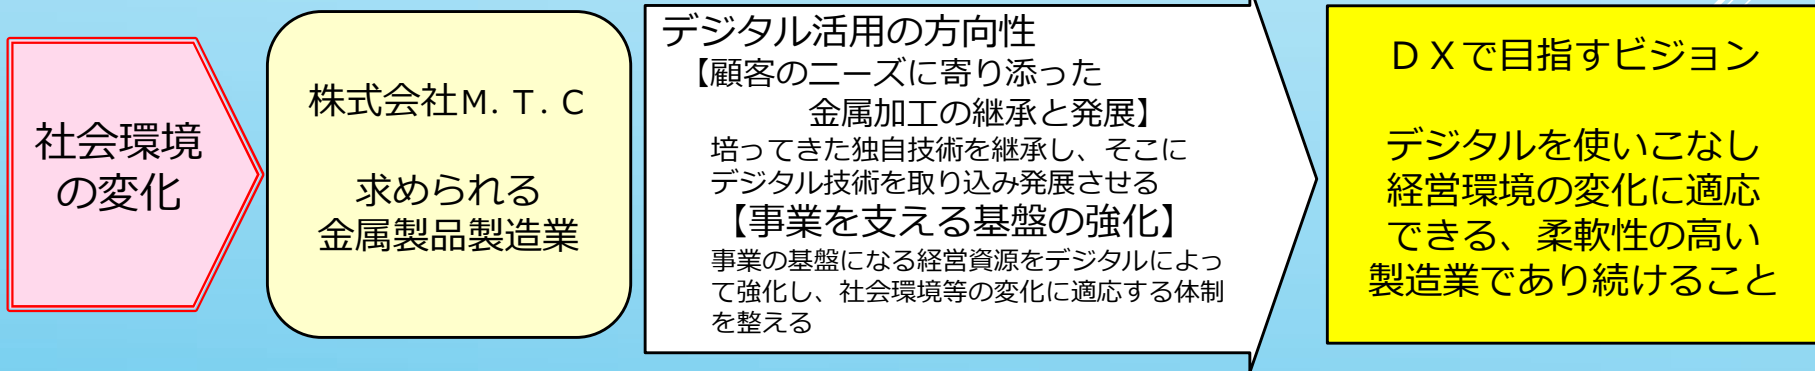 社会環境
の変化
株式会社Ｍ．Ｔ．Ｃ
求められる
金属製品製造業
デジタル活用の方向性
【顧客のニーズに寄り添った
金属加工の継承と発展】
培ってきた独自技術を継承し、そこに
デジタル技術を取り込み発展させる
【事業を支える基盤の強化】
事業の基盤になる経営資源をデジタルによっ
て強化し、社会環境等の変化に適応する体制
を整える
ＤＸで目指すビジョン
デジタルを使いこなし
経営環境の変化に適応
できる、柔軟性の高い
製造業であり続けること